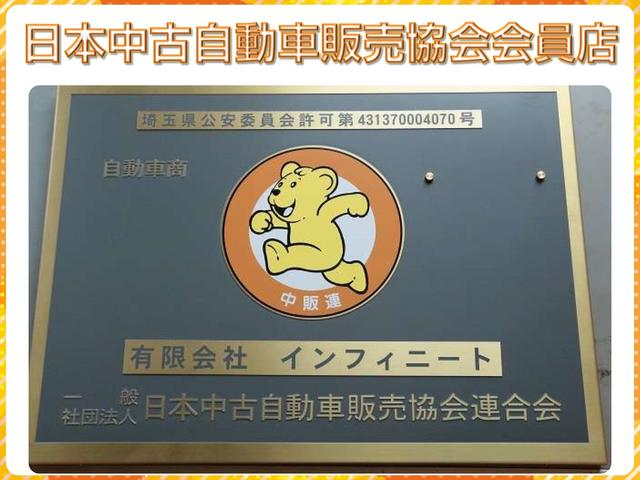 日本中古自動車販売協会会員店
埼玉県公安委員会許可第431370004070号
自動車商
中販連
有限会社 インフィニート
一般社団法人 日本中古自動車販売協会連合会